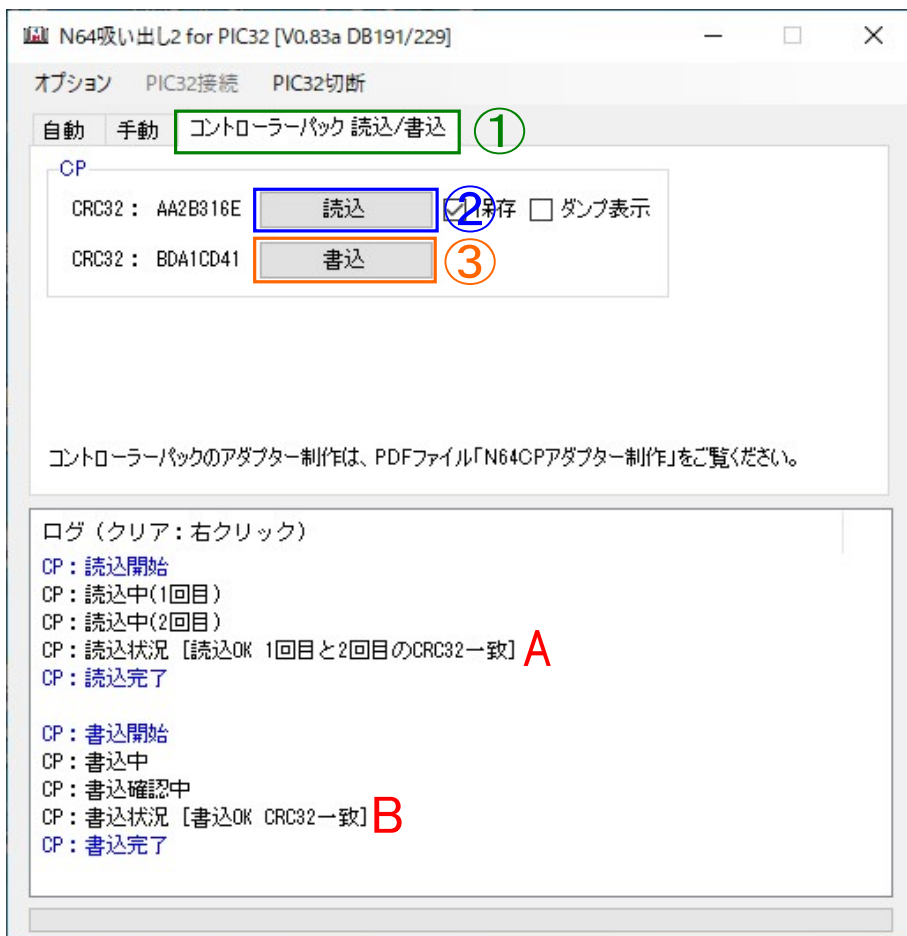 N64吸い出し2 for PIC32 [V0.83a DB191/229]
オプション PIC32接続 PIC32切断
自動 手動 コントローラーパック 読込/書込 ①
CP
CRC32： AA2B316E 読込 ②保存 ダンプ表示
CRC32： BDA1CD41 書込 ③
コントローラーパックのアダプター制作は、PDFファイル「N64CPアダプター制作」をご覧ください。
ログ（クリア：右クリック）
CP：読込開始
CP：読込中(1回目)
CP：読込中(2回目)
CP：読込状況 [読込OK 1回目と2回目のCRC32一致] A
CP：読込完了
CP：書込開始
CP：書込中
CP：書込確認中
CP：書込状況 [書込OK CRC32一致] B
CP：書込完了